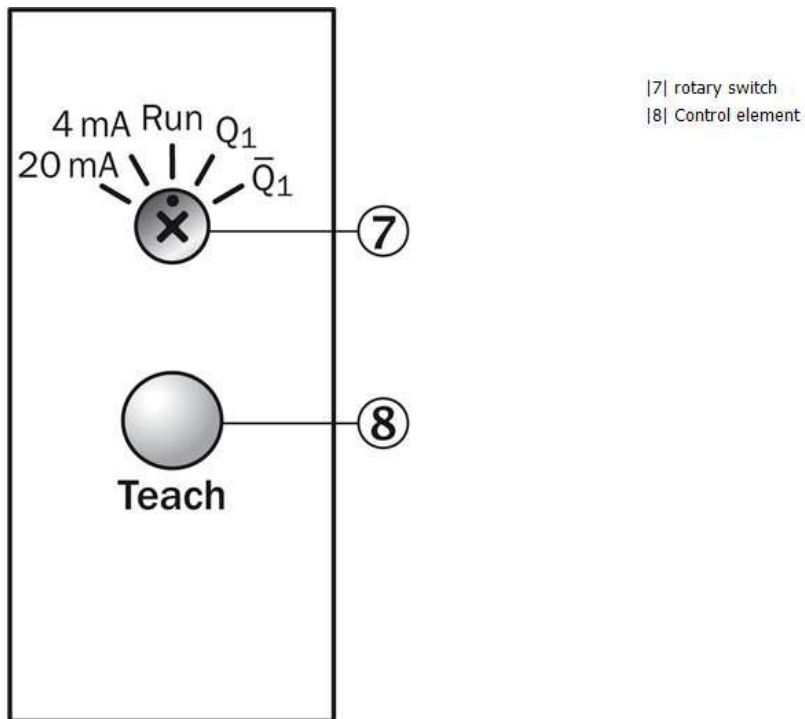 4 mA Run Q₁
20 mA Q̄₁
7
8
Teach
|7| rotary switch
|8| Control element